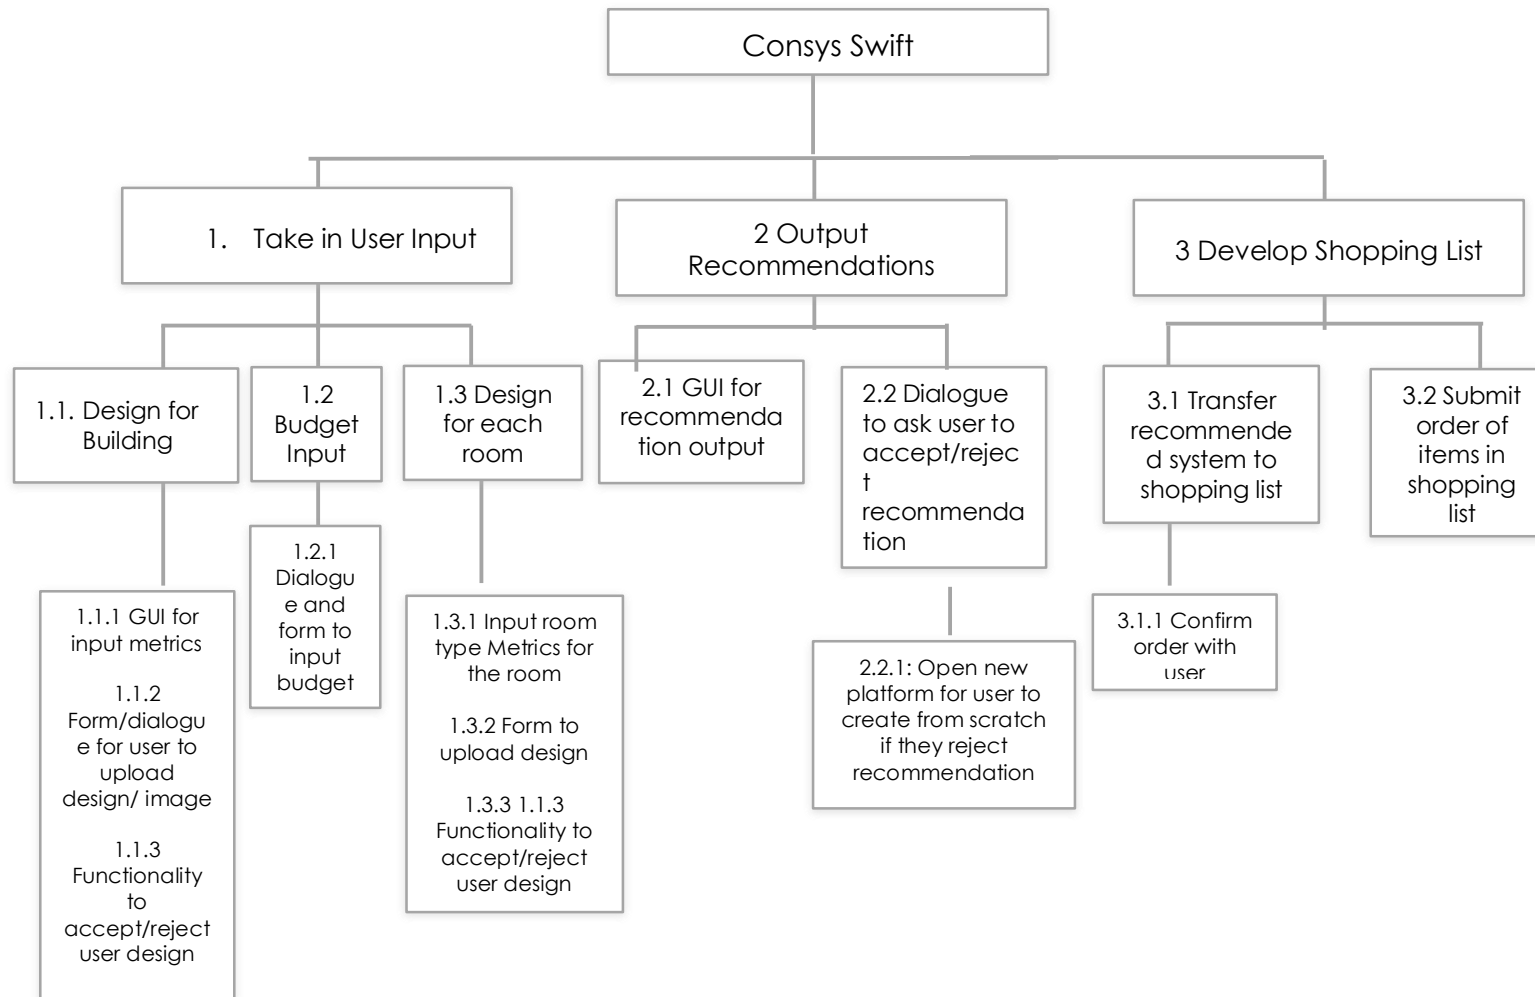 Consys Swift
1. Take in User Input
2 Output
Recommendations
3 Develop Shopping List
1.1. Design for
Building
1.2
Budget
Input
1.3 Design
for each
room
2.1 GUI for
recommenda
tion output
2.2 Dialogue
to ask user to
accept/rejec
t
recommenda
tion
3.1 Transfer
recommende
d system to
shopping list
3.2 Submit
order of
items in
shopping
list
1.1.1 GUI for
input metrics
1.1.2
Form/dialogu
e for user to
upload
design/ image
1.1.3
Functionality
to
accept/reject
user design
1.2.1
Dialogu
e and
form to
input
budget
1.3.1 Input room
type Metrics for
the room
1.3.2 Form to
upload design
1.3.3 1.1.3
Functionality to
accept/reject
user design
2.2.1: Open new
platform for user to
create from scratch
if they reject
recommendation
3.1.1 Confirm
order with
user